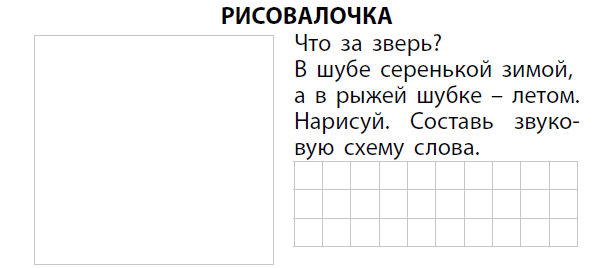 РИСОВАЛОЧКА
Что за зверь?
В шубе серенькой зимой,
а в рыжей шубке – летом.
Нарисуй. Составь звуко-
вую схему слова.